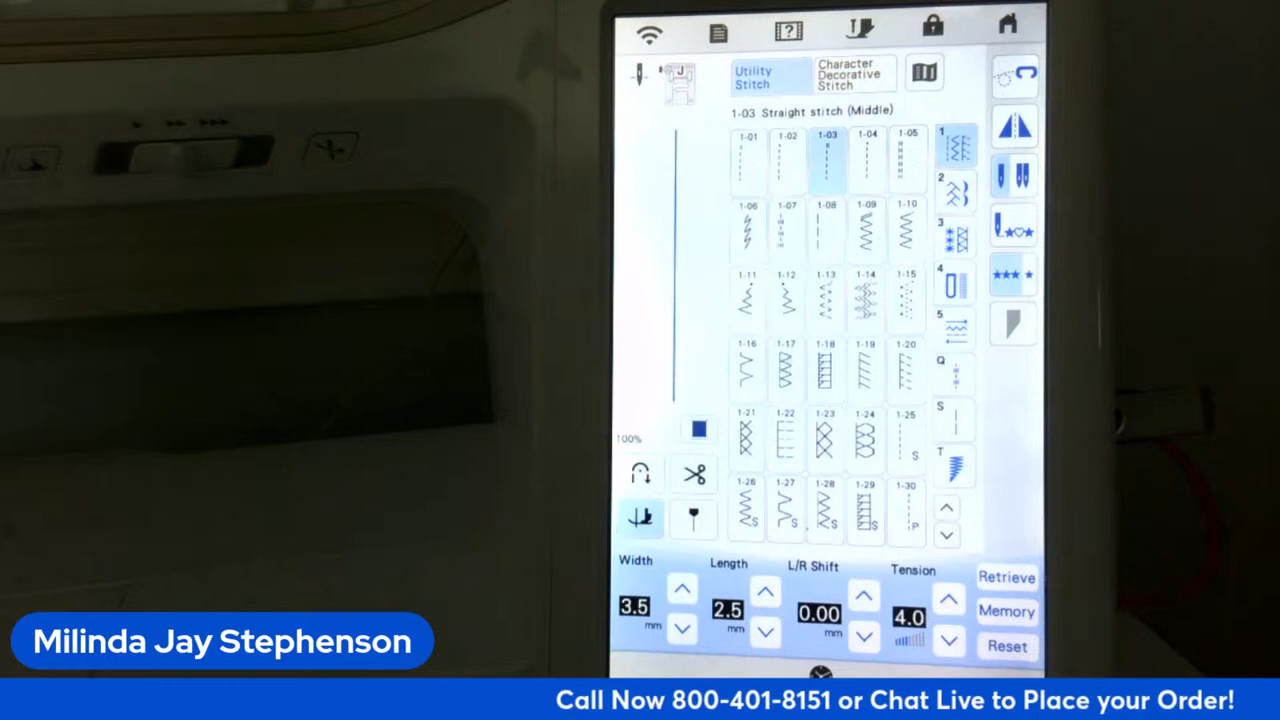 J
Utility
Stitch
Character
Decorative
Stitch
1-03 Straight stitch (Middle)
1-01 1-02 1-03 1-04 1-05
1-06 1-07 1-08 1-09 1-10
1-11 1-12 1-13 1-14 1-15
1-16 1-17 1-18 1-19 1-20
1-21 1-22 1-23 1-24 1-25
S
1-26 1-27 1-28 1-29 1-30
S S S S P
1
2
3
4
5
Q
S
T
100%
Width Length L/R Shift Tension
3.5 2.5 0.00 4.0
mm mm mm
Retrieve
Memory
Reset
Milinda Jay Stephenson
Call Now 800-401-8151 or Chat Live to Place your Order!